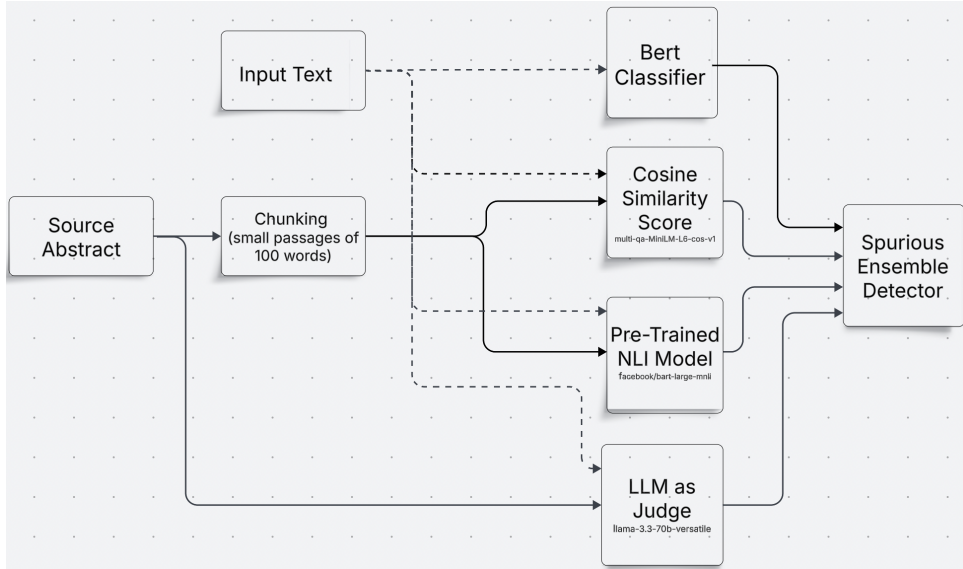 Input Text
Bert
Classifier
Source
Abstract
Chunking
(small passages of
100 words)
Cosine
Similarity
Score
multi-qa-MiniLM-L6-cos-v1
Spurious
Ensemble
Detector
Pre-Trained
NLI Model
facebook/bart-large-mnli
LLM as
Judge
llama-3.3-70b-versatile